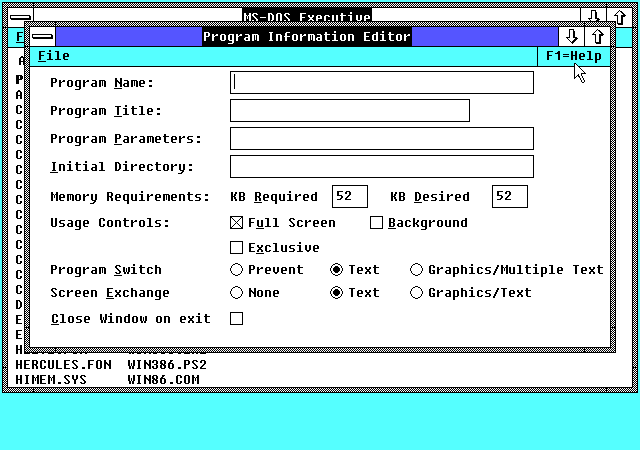 MS-DOS Executive
Program Information Editor
File F1=Help
Program Name:
Program Title:
Program Parameters:
Initial Directory:
Memory Requirements: KB Required 52 KB Desired 52
Usage Controls: Full Screen Background
Exclusive
Program Switch Prevent Text Graphics/Multiple Text
Screen Exchange None Text Graphics/Text
Close Window on exit
HERCULES.FON WIN386.PS2
HIMEM.SYS WIN86.COM